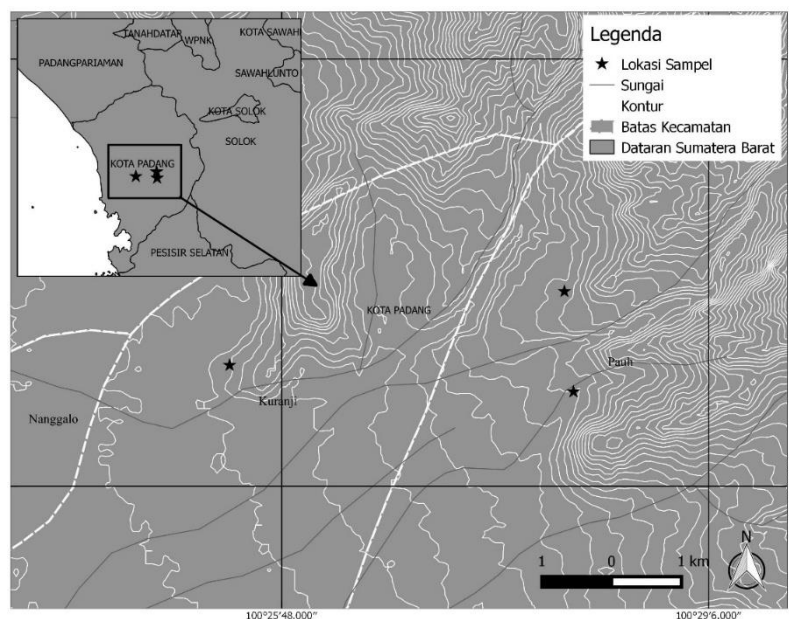 TANAHDATAR
WPNK
KOTA SAWAHL
PADANGPARIAMAN
SAWAHLUNTO
KOTA SOLOK
SOLOK
KOTA PADANG
PESISIR SELATAN
Legenda
Lokasi Sampel
Sungai
Kontur
Batas Kecamatan
Dataran Sumatera Barat
KOTA PADANG
Pauh
Kuranji
Nanggalo
N
1 0 1 km
100°25'48.000"
100°29'6.000"